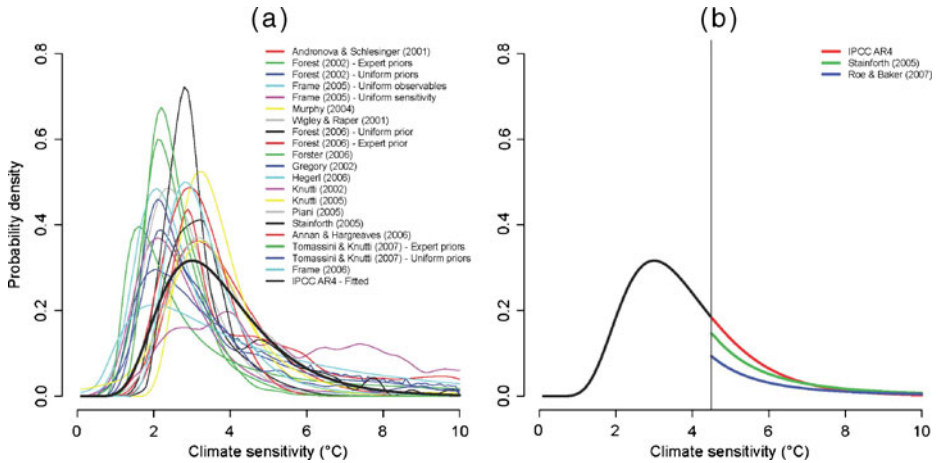 (a)
Probability density
0.8
0.6
0.4
0.2
0.0
Andronova & Schlesinger (2001)
Forest (2002) - Expert priors
Forest (2002) - Uniform priors
Frame (2005) - Uniform observables
Frame (2005) - Uniform sensitivity
Murphy (2004)
Wigley & Raper (2001)
Forest (2006) - Uniform prior
Forest (2006) - Expert prior
Forster (2006)
Gregory (2002)
Hegerl (2006)
Knutti (2002)
Knutti (2005)
Piani (2005)
Stainforth (2005)
Annan & Hargreaves (2006)
Tomassini & Knutti (2007) - Expert priors
Tomassini & Knutti (2007) - Uniform priors
Frame (2006)
IPCC AR4 - Fitted
0 2 4 6 8 10
Climate sensitivity (°C)
(b)
0.8
0.6
0.4
0.2
0.0
IPCC AR4
Stainforth (2005)
Roe & Baker (2007)
0 2 4 6 8 10
Climate sensitivity (°C)